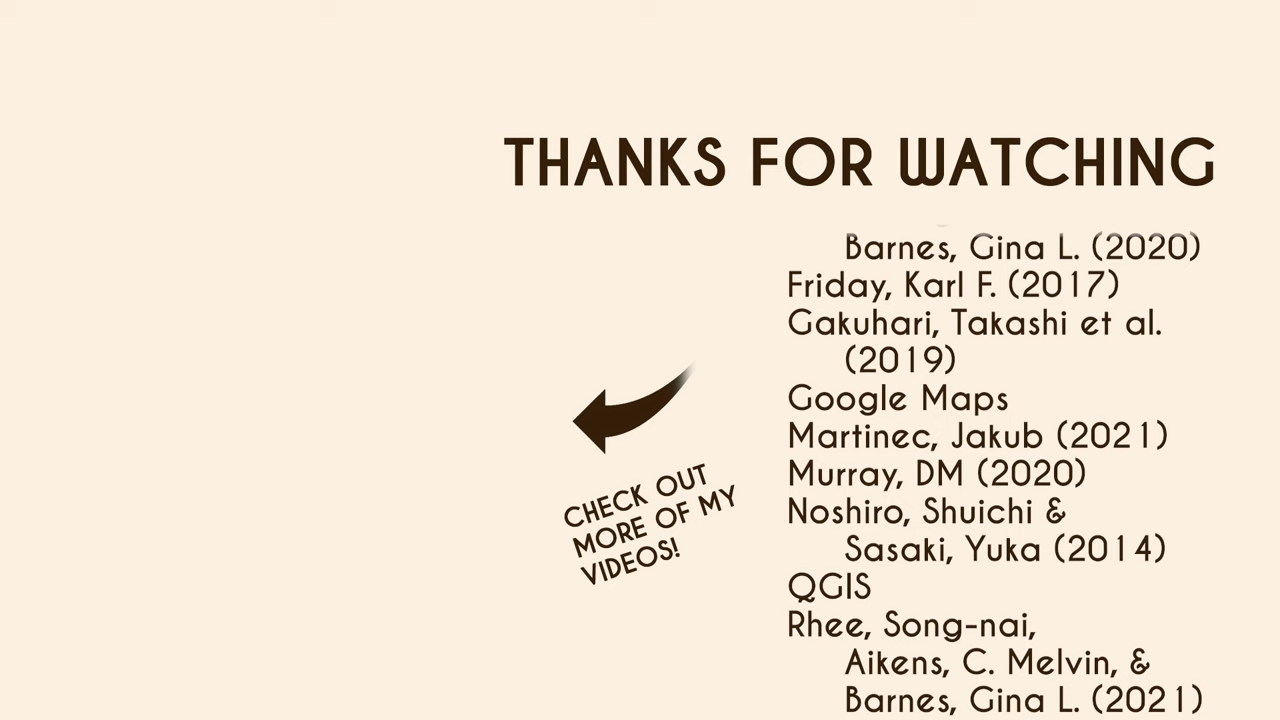 THANKS FOR WATCHING
Barnes, Gina L. (2020)
Friday, Karl F. (2017)
Gakuhari, Takashi et al.
(2019)
Google Maps
Martinec, Jakub (2021)
Murray, DM (2020)
Noshiro, Shuichi &
Sasaki, Yuka (2014)
QGIS
Rhee, Song-nai,
Aikens, C. Melvin, &
Barnes, Gina L. (2021)
CHECK OUT
MORE OF MY
VIDEOS!